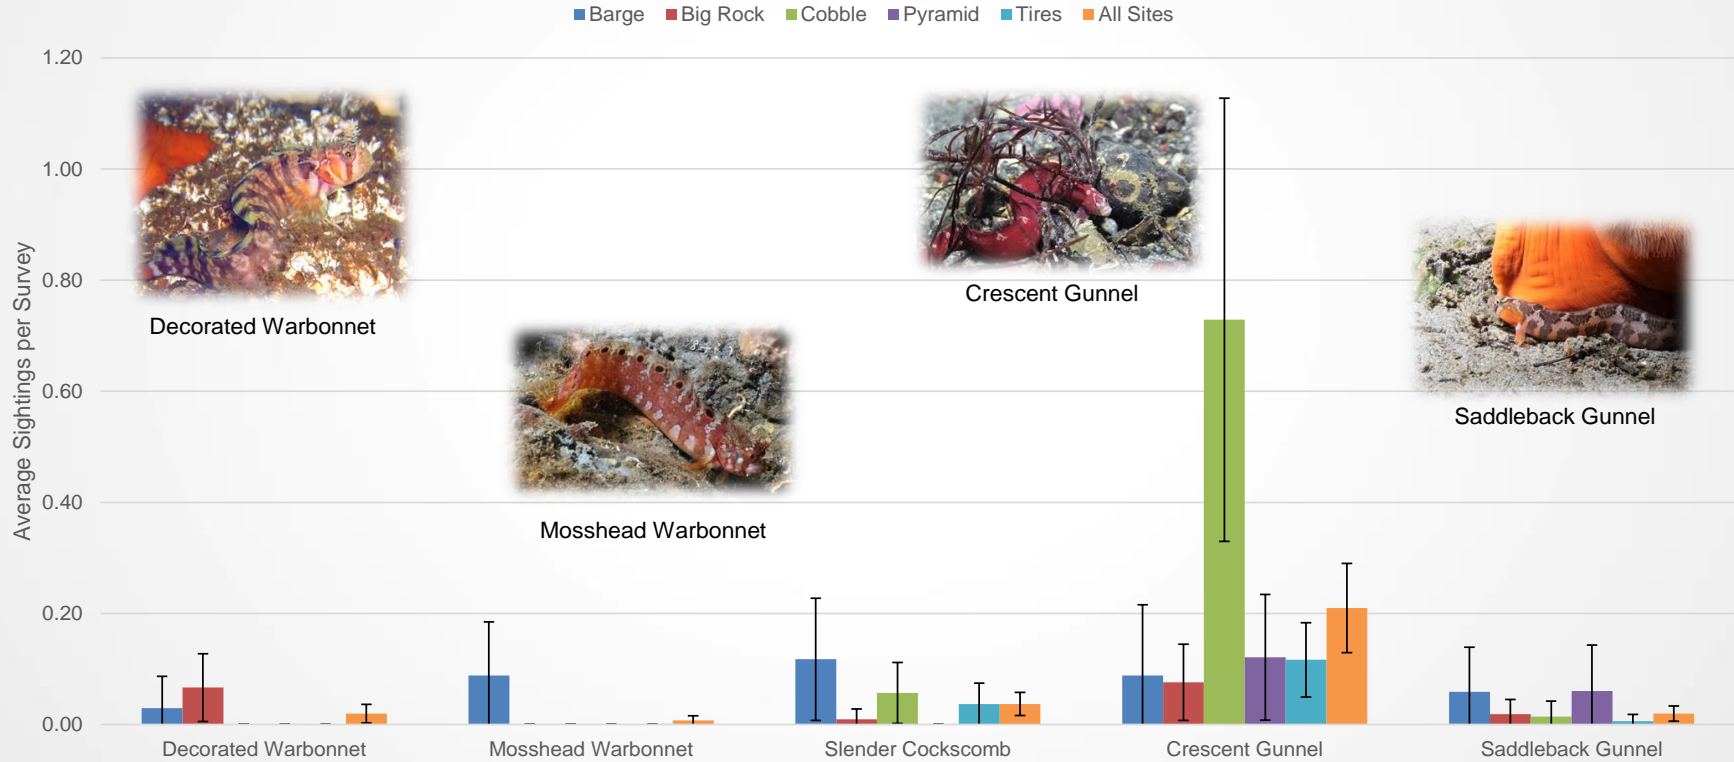 Barge Big Rock Cobble Pyramid Tires All Sites
1.20
1.00
0.80
0.60
0.40
0.20
0.00
Average Sightings per Survey
Decorated Warbonnet
Mosshead Warbonnet
Crescent Gunnel
Saddleback Gunnel
Decorated Warbonnet Mosshead Warbonnet Slender Cockscomb Crescent Gunnel Saddleback Gunnel